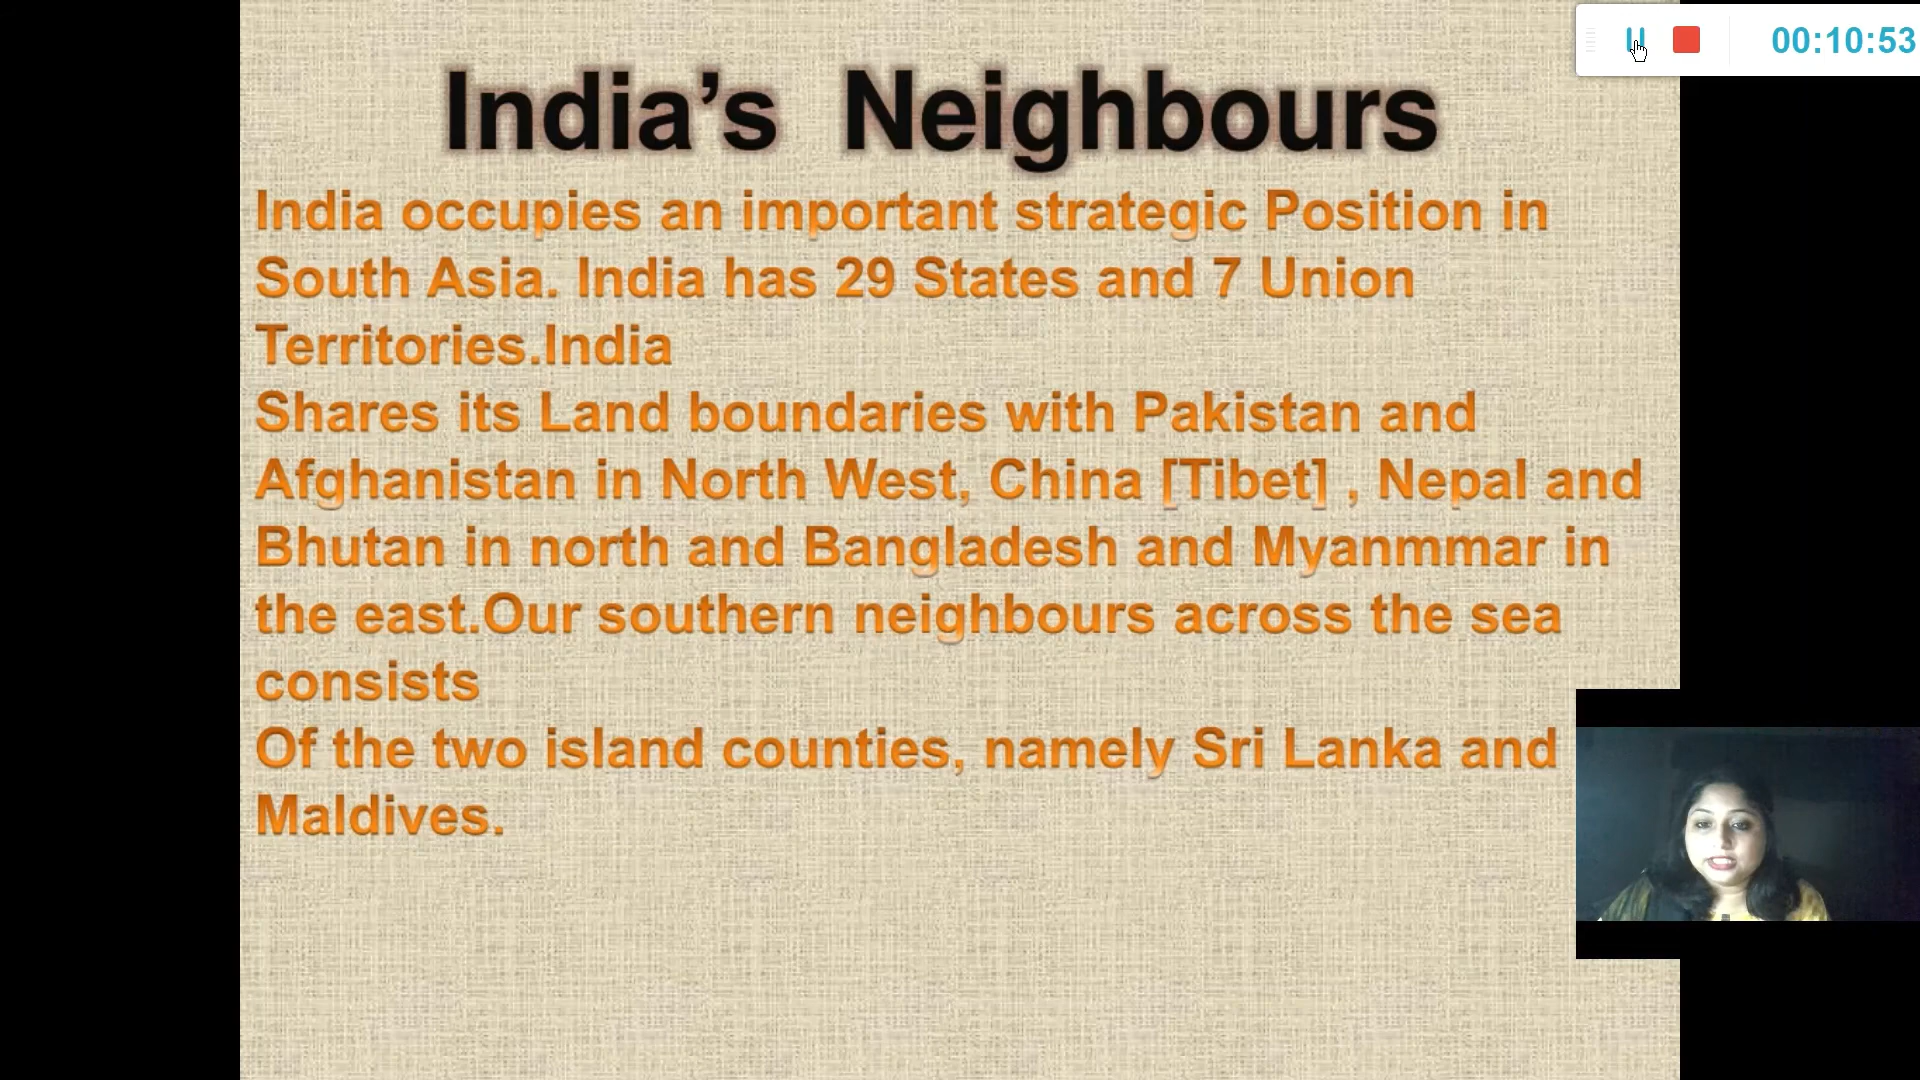 00:10:53
India’s Neighbours
India occupies an important strategic Position in
South Asia. India has 29 States and 7 Union
Territories.India
Shares its Land boundaries with Pakistan and
Afghanistan in North West, China [Tibet] , Nepal and
Bhutan in north and Bangladesh and Myanmmar in
the east.Our southern neighbours across the sea
consists
Of the two island counties, namely Sri Lanka and
Maldives.